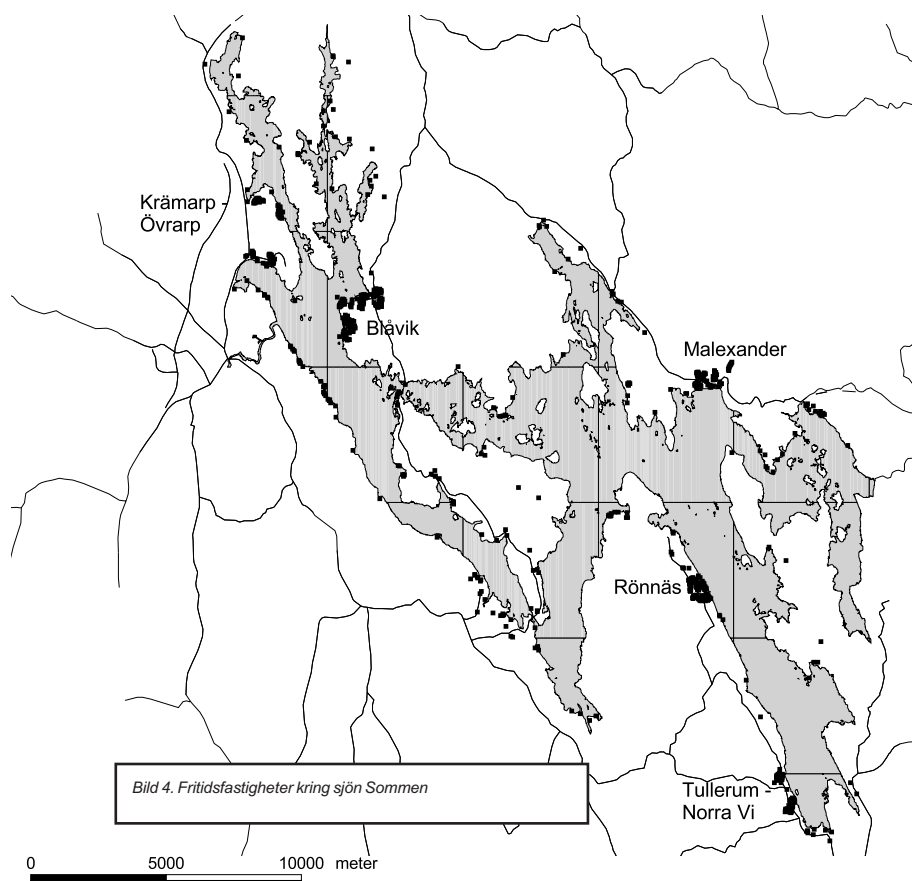 Krämarp -
Övrarp
Blåvik
Malexander
Rönnäs
Tullerum -
Norra Vi
Bild 4. Fritidsfastigheter kring sjön Sommen
0 5000 10000 meter